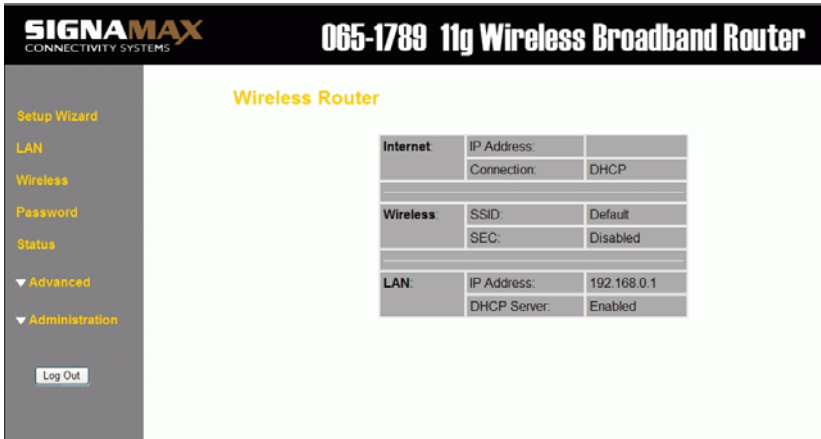 SIGNAMAX
CONNECTIVITY SYSTEMS
065-1789 11g Wireless Broadband Router
Setup Wizard
LAN
Wireless
Password
Status
Advanced
Administration
Log Out
Wireless Router
Internet: IP Address:
Connection: DHCP
Wireless: SSID: Default
SEC: Disabled
LAN: IP Address: 192.168.0.1
DHCP Server: Enabled